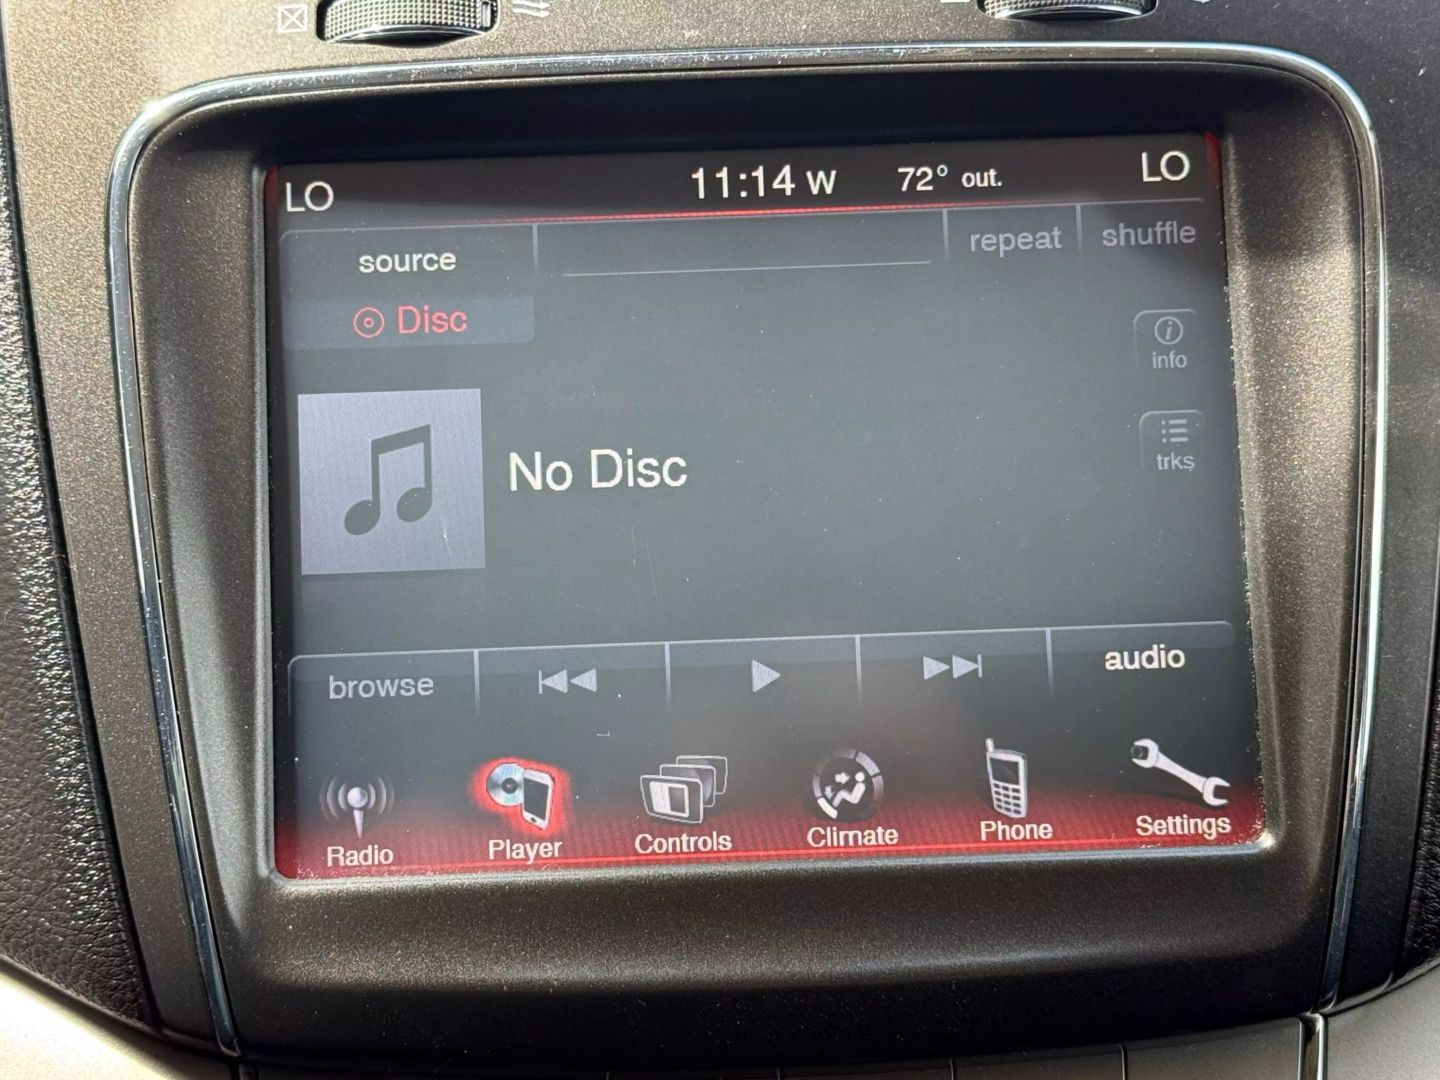 LO 11:14 W 72° out. LO
source repeat shuffle
Disc
info
trks
No Disc
browse audio
Radio Player Controls Climate Phone Settings